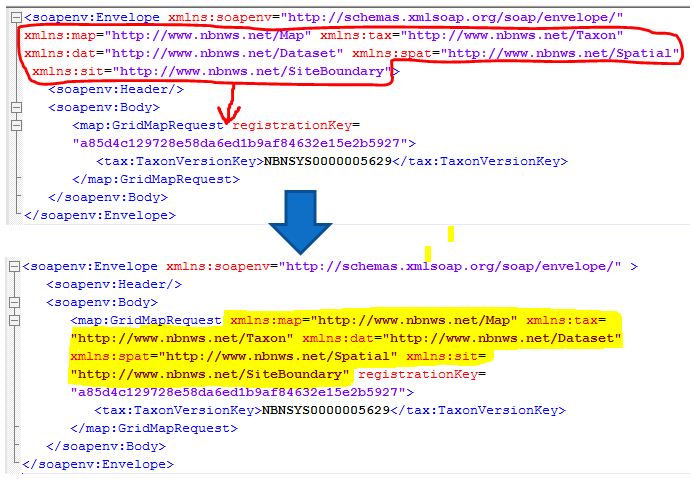 <soapenv:Envelope xmlns:soapenv="http://schemas.xmlsoap.org/soap/envelope/"
xmlns:map="http://www.nbnws.net/Map" xmlns:tax="http://www.nbnws.net/Taxon"
xmlns:dat="http://www.nbnws.net/Dataset" xmlns:spat="http://www.nbnws.net/Spatial"
xmlns:sit="http://www.nbnws.net/SiteBoundary">
<soapenv:Header/>
<soapenv:Body>
<map:GridMapRequest registrationKey=
"a85d4c129728e58da6ed1b9af84632e15e2b5927">
<tax:TaxonVersionKey>NBNSYS0000005629</tax:TaxonVersionKey>
</map:GridMapRequest>
</soapenv:Body>
</soapenv:Envelope>
<soapenv:Envelope xmlns:soapenv="http://schemas.xmlsoap.org/soap/envelope/" >
<soapenv:Header/>
<soapenv:Body>
<map:GridMapRequest xmlns:map="http://www.nbnws.net/Map" xmlns:tax=
"http://www.nbnws.net/Taxon" xmlns:dat="http://www.nbnws.net/Dataset"
xmlns:spat="http://www.nbnws.net/Spatial" xmlns:sit=
"http://www.nbnws.net/SiteBoundary" registrationKey=
"a85d4c129728e58da6ed1b9af84632e15e2b5927">
<tax:TaxonVersionKey>NBNSYS0000005629</tax:TaxonVersionKey>
</map:GridMapRequest>
</soapenv:Body>
</soapenv:Envelope>